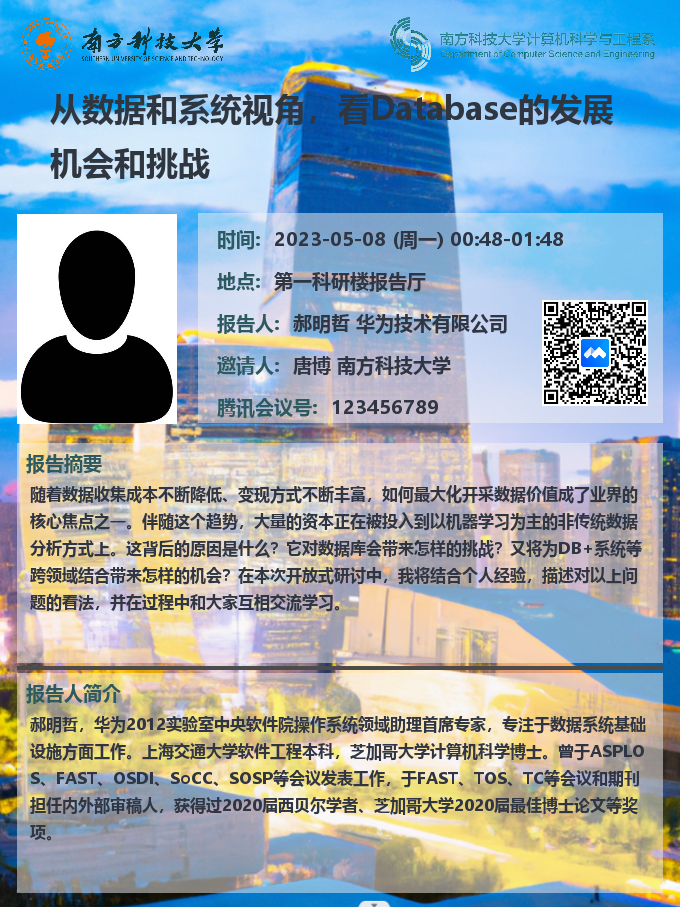 南方科技大学
SOUTHERN UNIVERSITY OF SCIENCE AND TECHNOLOGY
南方科技大学计算机科学与工程系
Department of Computer Science and Engineering
从数据和系统视角，看Database的发展
机会和挑战
时间: 2023-05-08 (周一) 00:48-01:48
地点: 第一科研楼报告厅
报告人: 郝明哲 华为技术有限公司
邀请人: 唐博 南方科技大学
腾讯会议号: 123456789
报告摘要
随着数据收集成本不断降低、变现方式不断丰富，如何最大化开采数据价值成了业界的
核心焦点之一。伴随这个趋势，大量的资本正在被投入到以机器学习为主的非传统数据
分析方式上。这背后的原因是什么？它对数据库会带来怎样的挑战？又将为DB+系统等
跨领域结合带来怎样的机会？在本次开放式研讨中，我将结合个人经验，描述对以上问
题的看法，并在过程中和大家互相交流学习。
报告人简介
郝明哲，华为2012实验室中央软件院操作系统领域助理首席专家，专注于数据系统基础
设施方面工作。上海交通大学软件工程本科，芝加哥大学计算机科学博士。曾于ASPLO
S、FAST、OSDI、SoCC、SOSP等会议发表工作，于FAST、TOS、TC等会议和期刊
担任内外部审稿人，获得过2020届西贝尔学者、芝加哥大学2020届最佳博士论文等奖
项。